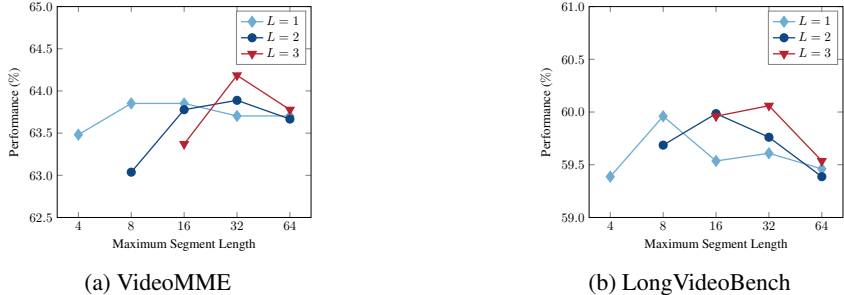 65.0
64.5
64.0
63.5
63.0
62.5
Performance (%)
4 8 16 32 64
Maximum Segment Length
L = 1
L = 2
L = 3
(a) VideoMME
61.0
60.5
60.0
59.5
59.0
Performance (%)
4 8 16 32 64
Maximum Segment Length
L = 1
L = 2
L = 3
(b) LongVideoBench